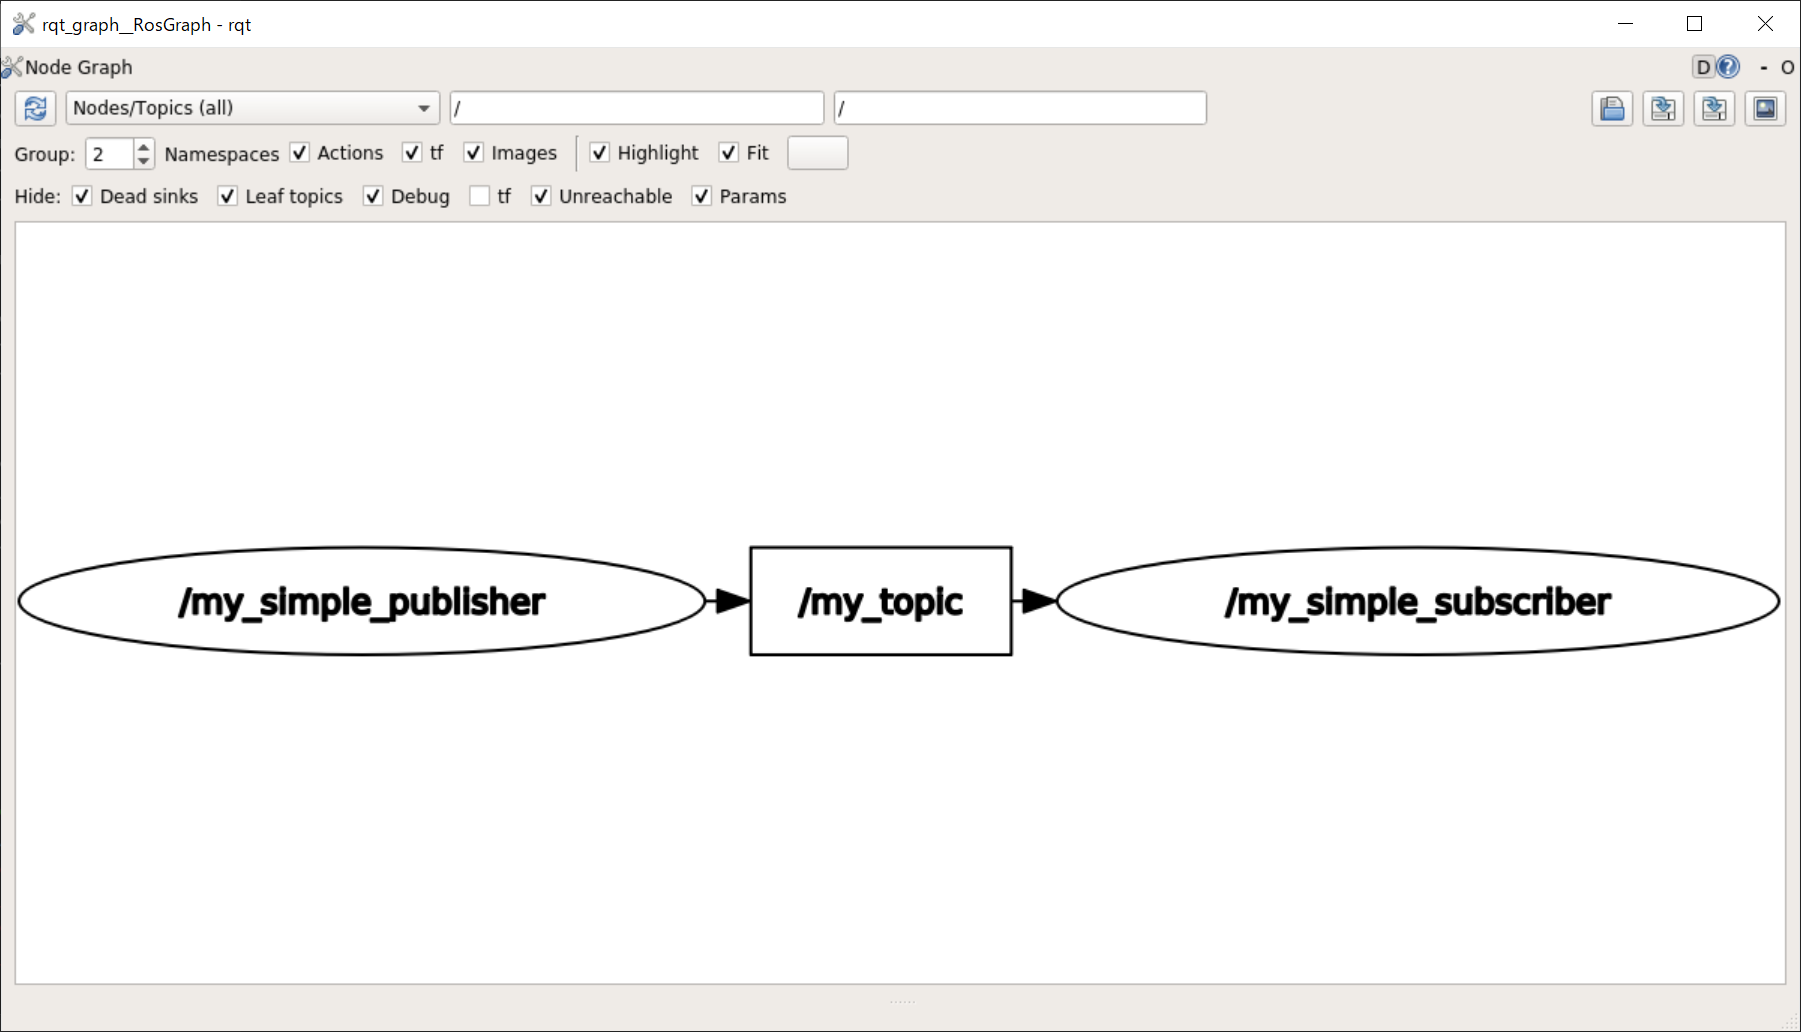 rqt_graph__RosGraph - rqt
Node Graph D ? - O
Nodes/Topics (all) / /
Group: 2 Namespaces Actions tf Images Highlight Fit
Hide: Dead sinks Leaf topics Debug tf Unreachable Params
/my_simple_publisher /my_topic /my_simple_subscriber